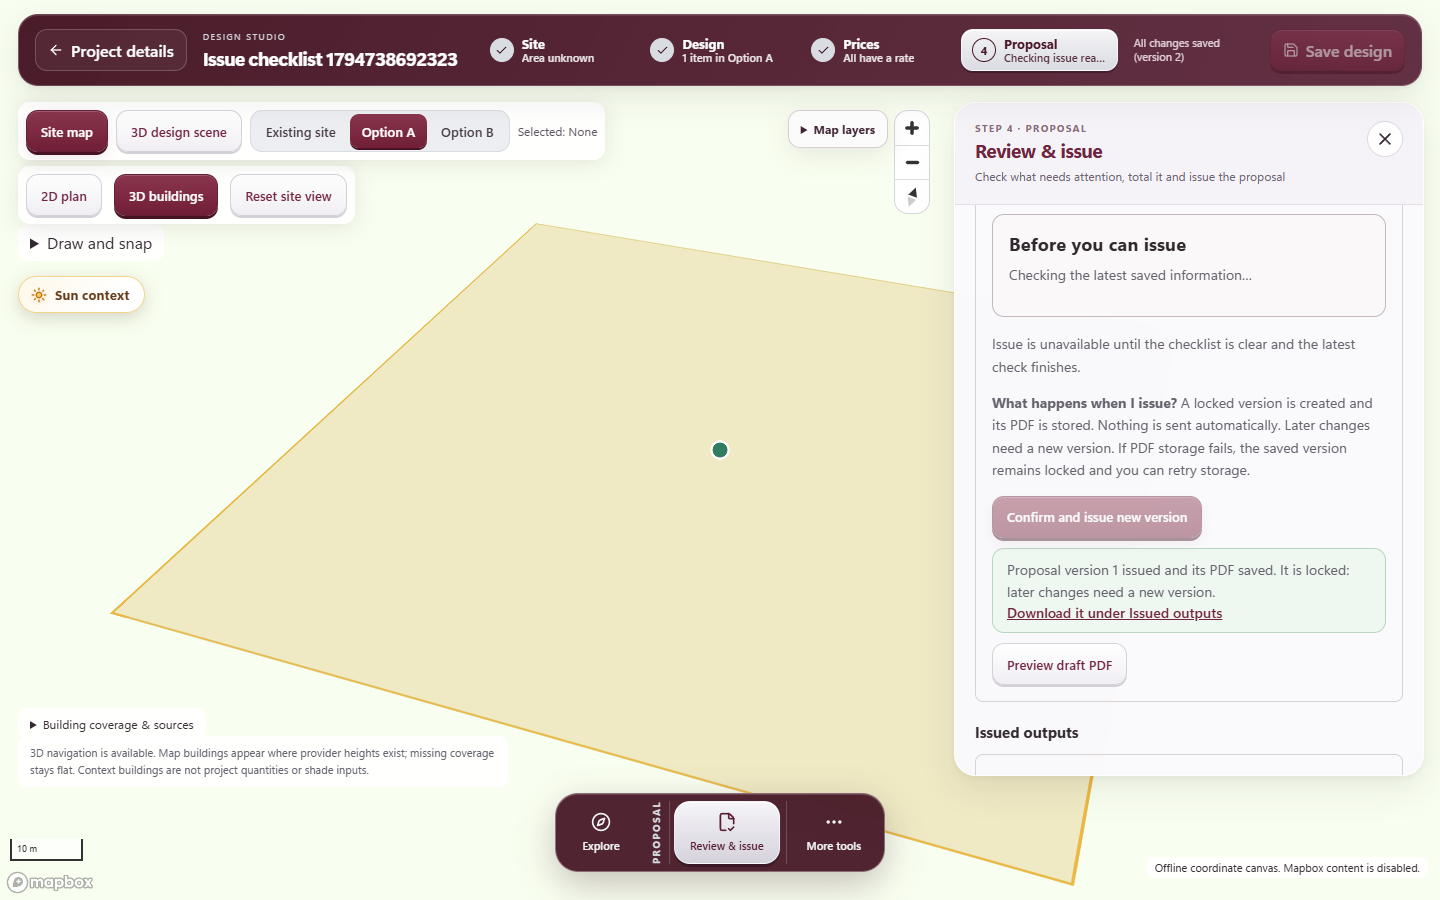 Project details
DESIGN STUDIO
Issue checklist 1794738692323
Site
Area unknown
Design
1 item in Option A
Prices
All have a rate
4
Proposal
Checking issue rea...
All changes saved
(version 2)
Save design
Site map
3D design scene
Existing site
Option A
Option B
Selected: None
2D plan
3D buildings
Reset site view
Draw and snap
Sun context
Map layers
STEP 4 · PROPOSAL
Review & issue
Check what needs attention, total it and issue the proposal
Before you can issue
Checking the latest saved information...
Issue is unavailable until the checklist is clear and the latest
check finishes.
What happens when I issue? A locked version is created and
its PDF is stored. Nothing is sent automatically. Later changes
need a new version. If PDF storage fails, the saved version
remains locked and you can retry storage.
Confirm and issue new version
Proposal version 1 issued and its PDF saved. It is locked:
later changes need a new version.
Download it under Issued outputs
Preview draft PDF
Issued outputs
Building coverage & sources
3D navigation is available. Map buildings appear where provider heights exist; missing coverage
stays flat. Context buildings are not project quantities or shade inputs.
Explore
PROPOSAL
Review & issue
More tools
10 m
mapbox
Offline coordinate canvas. Mapbox content is disabled.